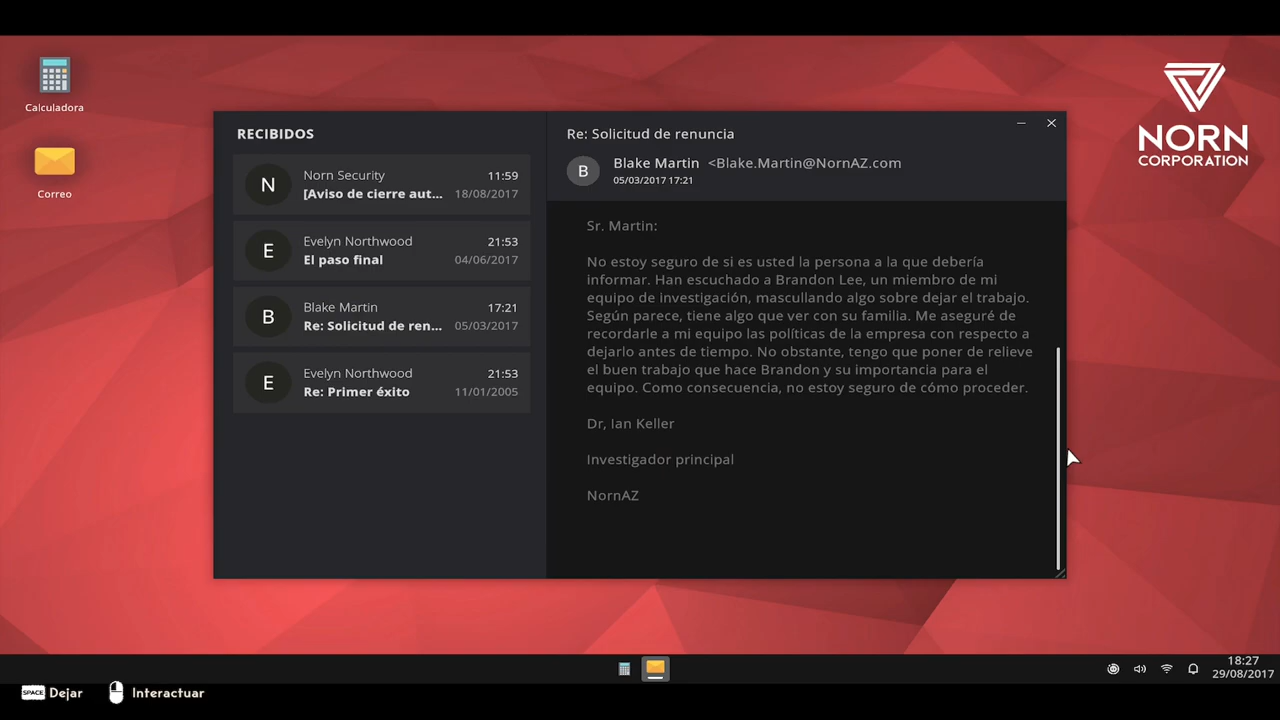 Calculadora
Correo
NORN
CORPORATION
RECIBIDOS
N
Norn Security 11:59
[Aviso de cierre aut... 18/08/2017
E
Evelyn Northwood 21:53
El paso final 04/06/2017
B
Blake Martin 17:21
Re: Solicitud de ren... 05/03/2017
E
Evelyn Northwood 21:53
Re: Primer éxito 11/01/2005
Re: Solicitud de renuncia
B
Blake Martin <Blake.Martin@NornAZ.com
05/03/2017 17:21
Sr. Martin:
No estoy seguro de si es usted la persona a la que debería
informar. Han escuchado a Brandon Lee, un miembro de mi
equipo de investigación, mascullando algo sobre dejar el trabajo.
Según parece, tiene algo que ver con su familia. Me aseguré de
recordarle a mi equipo las políticas de la empresa con respecto a
dejarlo antes de tiempo. No obstante, tengo que poner de relieve
el buen trabajo que hace Brandon y su importancia para el
equipo. Como consecuencia, no estoy seguro de cómo proceder.
Dr, Ian Keller
Investigador principal
NornAZ
18:27
29/08/2017
SPACE Dejar
Interactuar